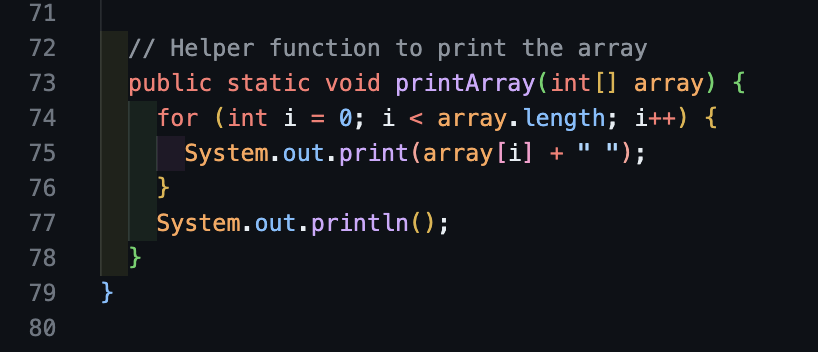 71
72 // Helper function to print the array
73 public static void printArray(int[] array) {
74 for (int i = 0; i < array.length; i++) {
75 System.out.print(array[i] + " ");
76 }
77 System.out.println();
78 }
79 }
80